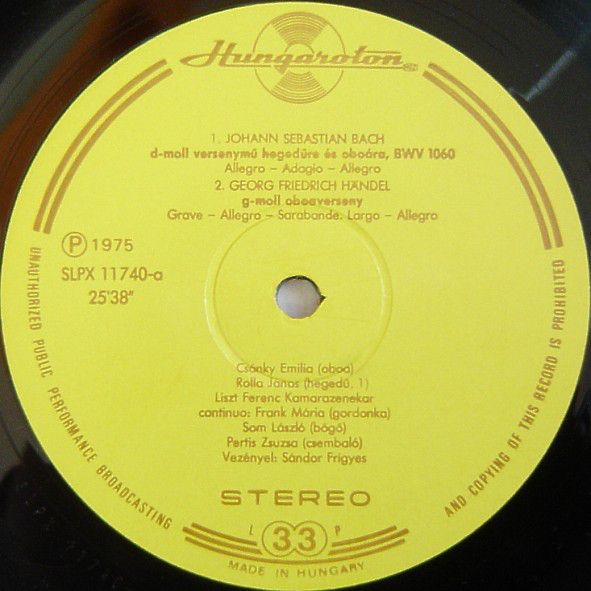 Hungaroton
1. JOHANN SEBASTIAN BACH
d-moll versenymű hegedűre és oboára, BWV 1060
Allegro – Adagio – Allegro
2. GEORG FRIEDRICH HÄNDEL
g-moll oboaverseny
Grave – Allegro – Sarabande. Largo – Allegro
Ⓟ 1975
SLPX 11740-a
25'38"
Csánky Emilia (oboa)
Rolla János (hegedű, 1)
Liszt Ferenc Kamarazenekar
continuo: Frank Mária (gordonka)
Som László (bőgő)
Pertis Zsuzsa (csembaló)
Vezényel: Sándor Frigyes
STEREO
L 33 P
MADE IN HUNGARY
UNAUTHORIZED PUBLIC PERFORMANCE BROADCASTING
AND COPYING OF THIS RECORD IS PROHIBITED